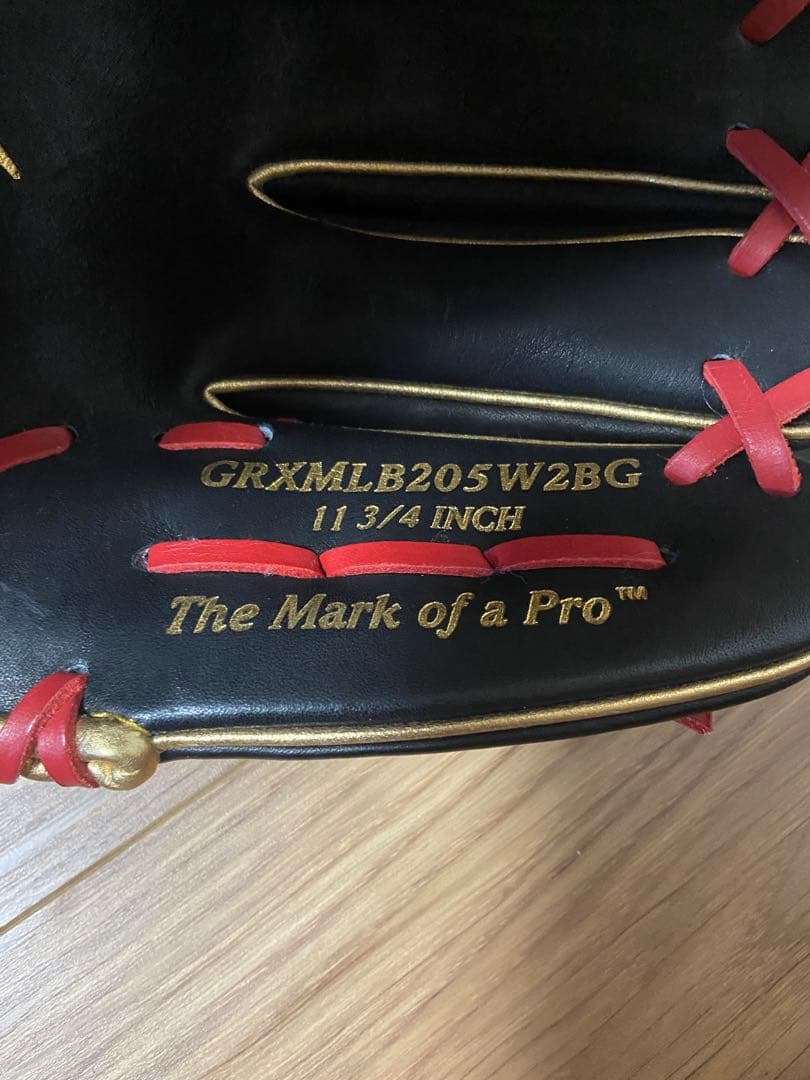 GRXMLB205W2BG
11 3/4 INCH
The Mark of a Pro™